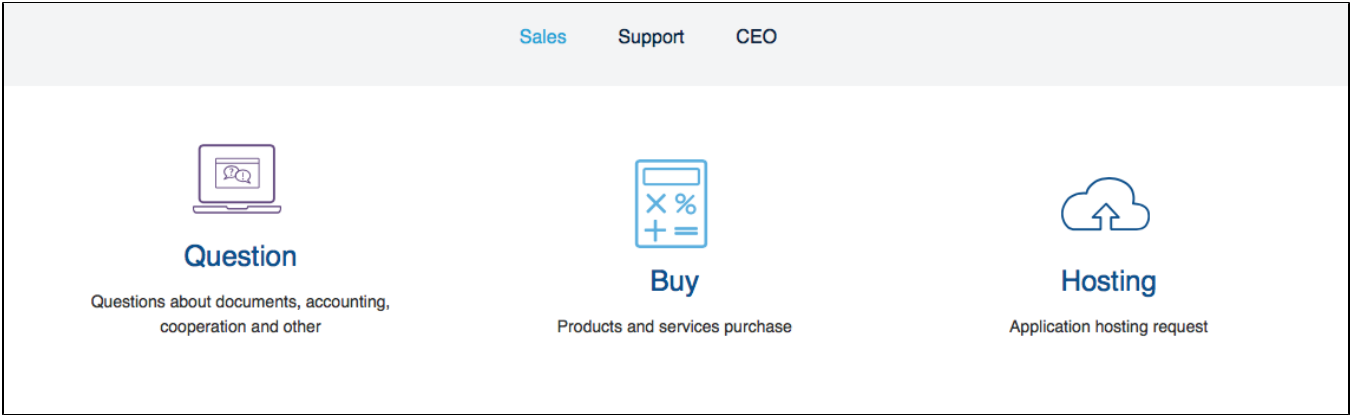 Sales Support CEO
Question
Questions about documents, accounting,
cooperation and other
Buy
Products and services purchase
Hosting
Application hosting request